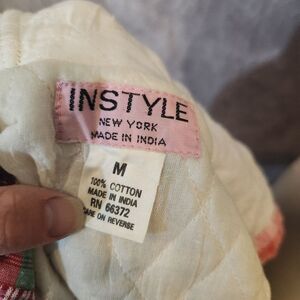 INSTYLE
NEW YORK
MADE IN INDIA
M
100% COTTON
MADE IN INDIA
RN 66372
CARE ON REVERSE